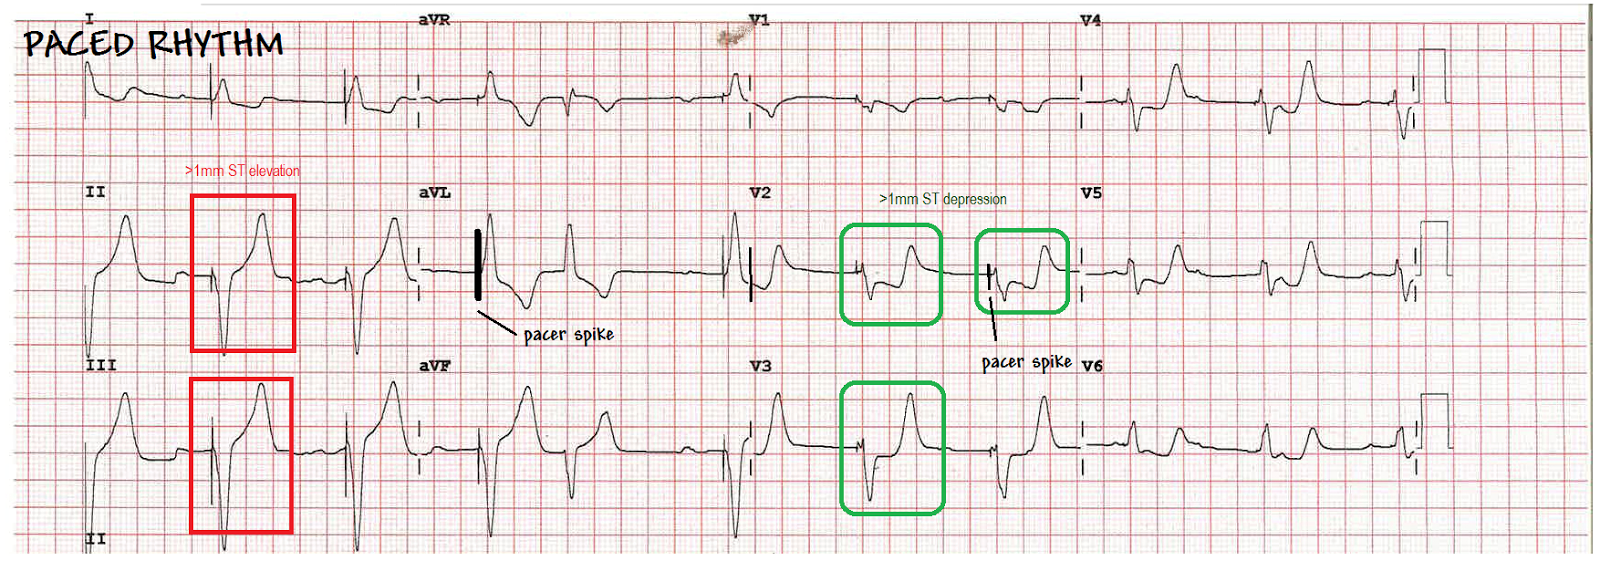 I aVR V1 V4
PACED RHYTHM
>1mm ST elevation
II aVL V2 >1mm ST depression V5
pacer spike
pacer spike
III aVF V3 V6
II